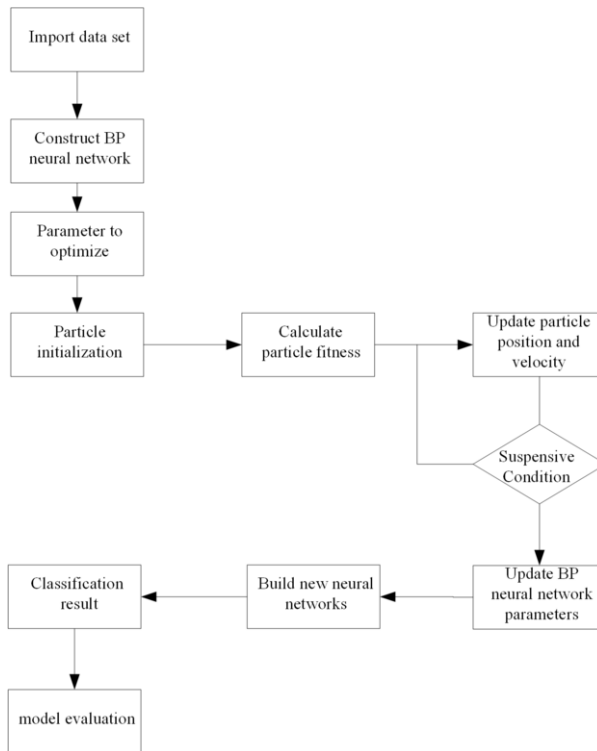 Import data set
Construct BP
neural network
Parameter to
optimize
Particle
initialization
Calculate
particle fitness
Update particle
position and
velocity
Suspensive
Condition
Update BP
neural network
parameters
Build new neural
networks
Classification
result
model evaluation